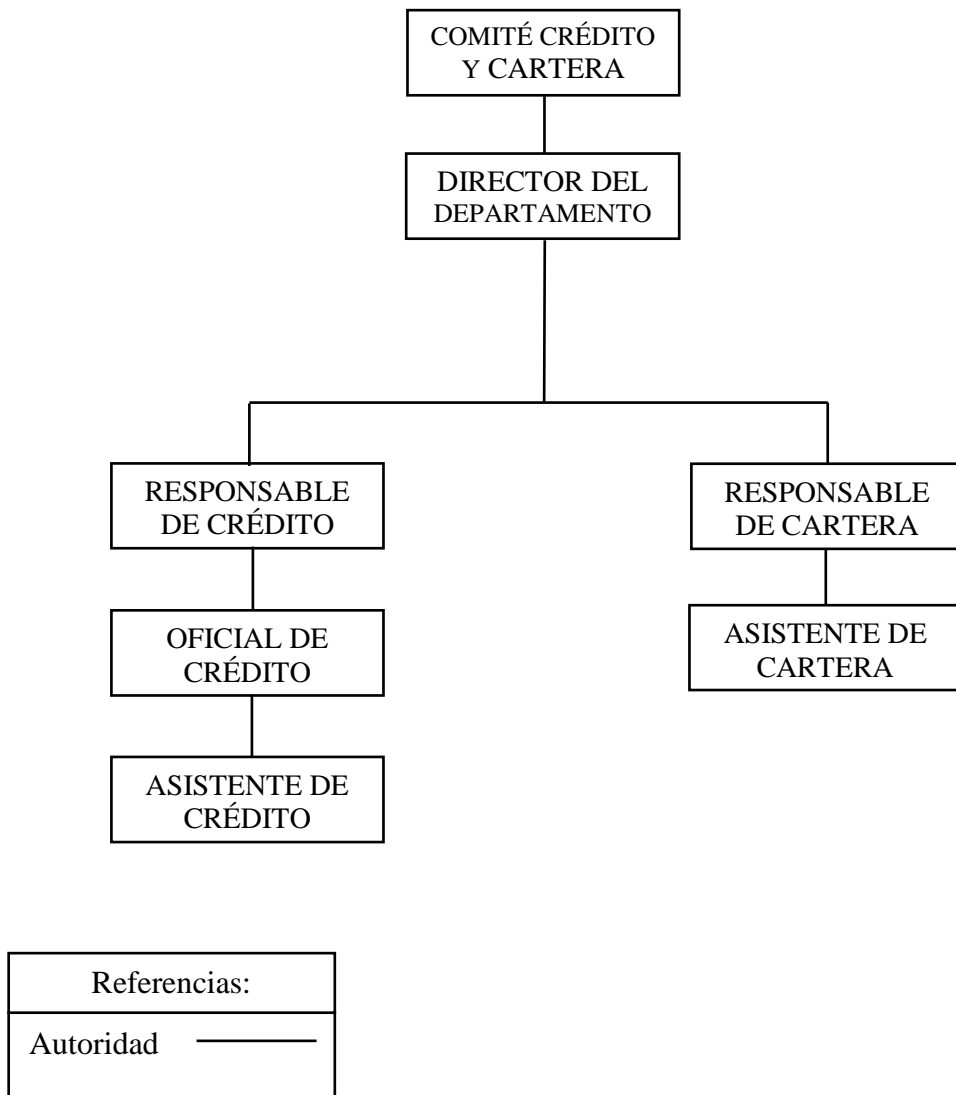 COMITÉ CRÉDITO
Y CARTERA
DIRECTOR DEL
DEPARTAMENTO
RESPONSABLE
DE CRÉDITO
RESPONSABLE
DE CARTERA
OFICIAL DE
CRÉDITO
ASISTENTE DE
CARTERA
ASISTENTE DE
CRÉDITO
Referencias:
Autoridad